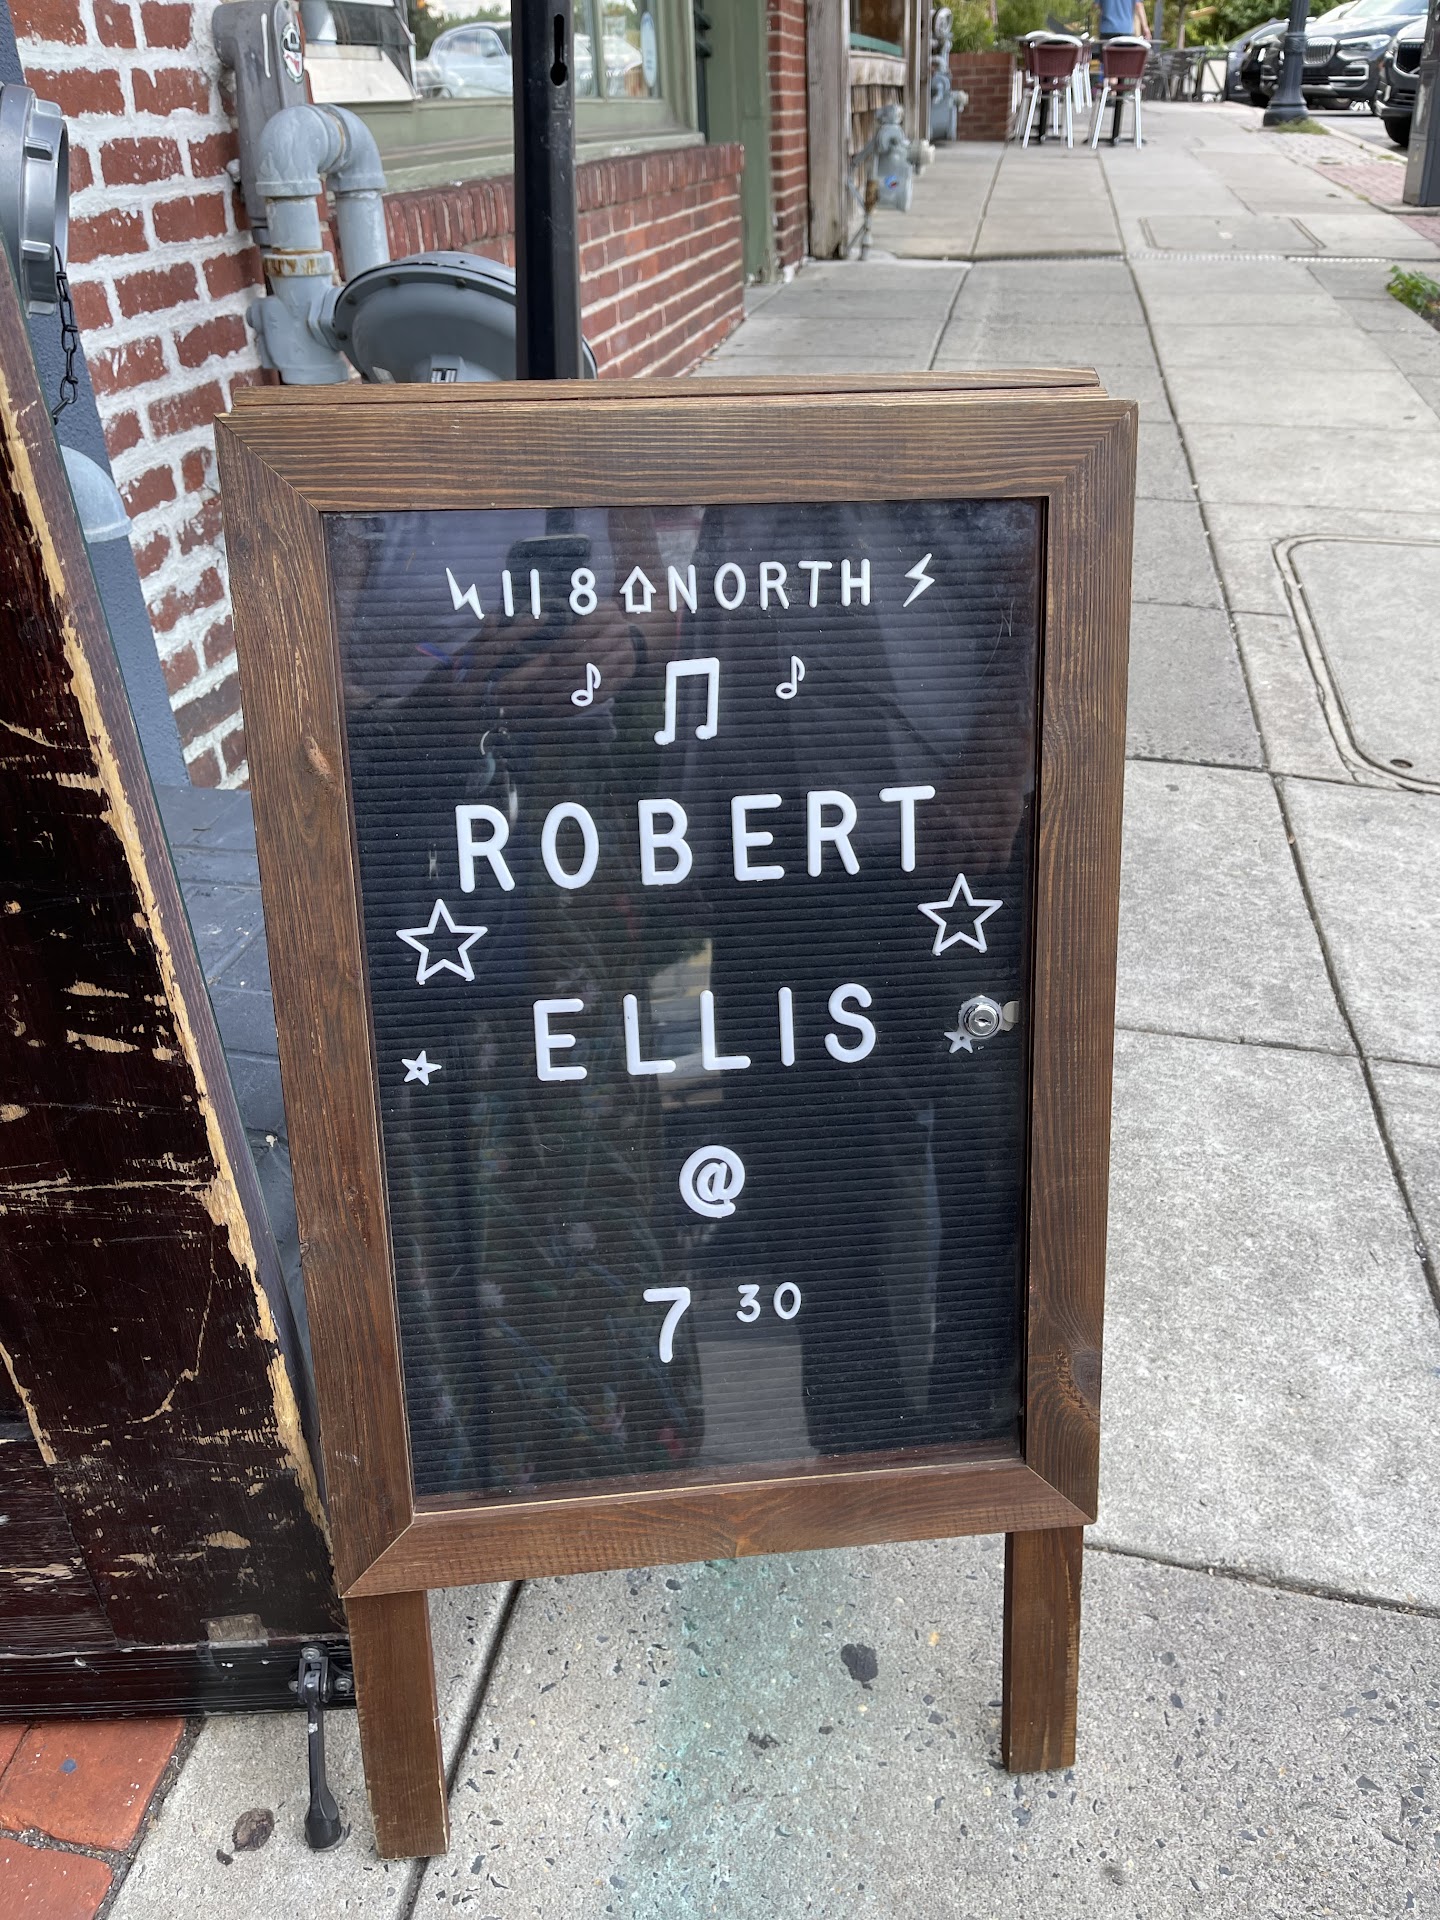 118 NORTH
ROBERT
ELLIS
@
7 30